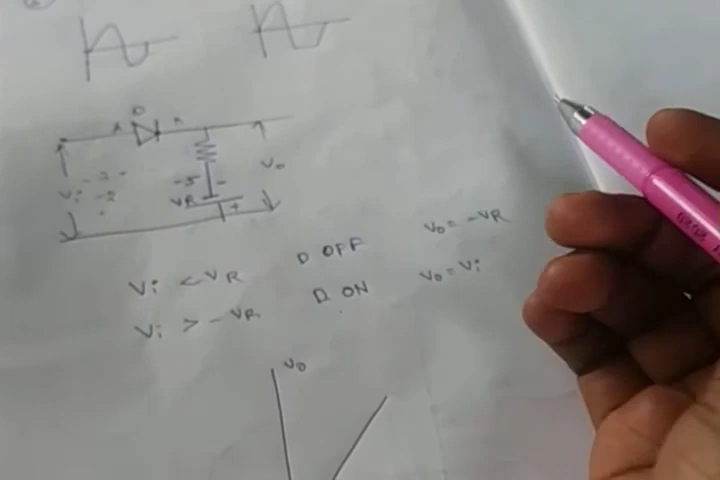 D
A K
Vi
-5 -
VR
+
Vo
Vi < VR D OFF Vo = -VR
Vi > -VR D ON Vo = Vi
Vo